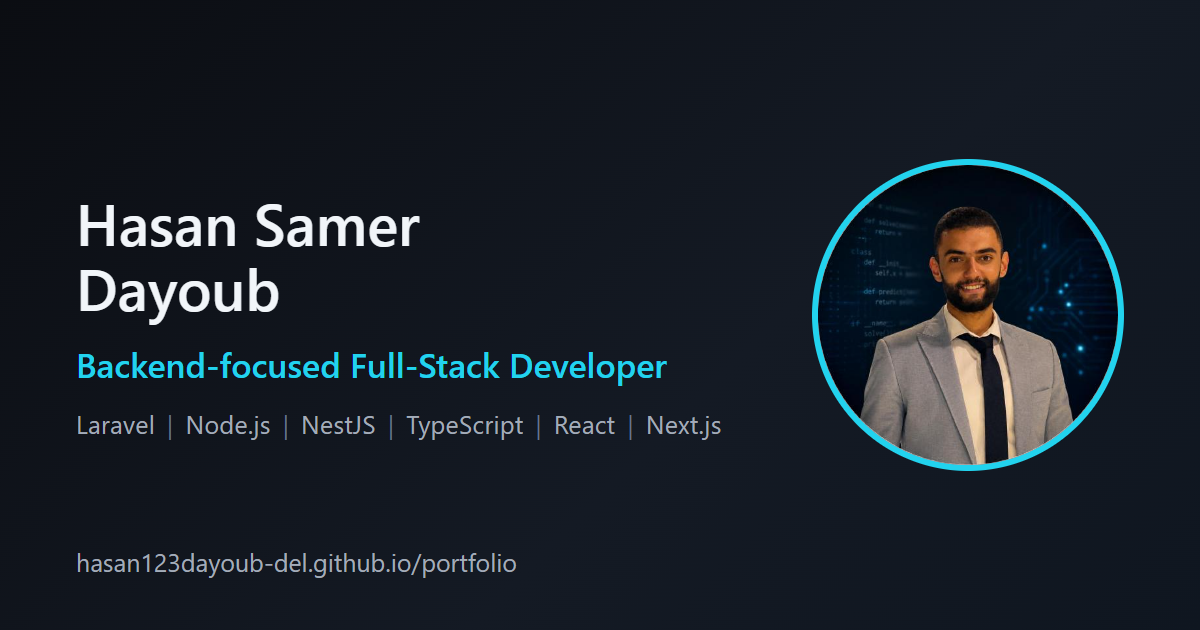 Hasan Samer
Dayoub
Backend-focused Full-Stack Developer
Laravel | Node.js | NestJS | TypeScript | React | Next.js
hasan123dayoub-del.github.io/portfolio